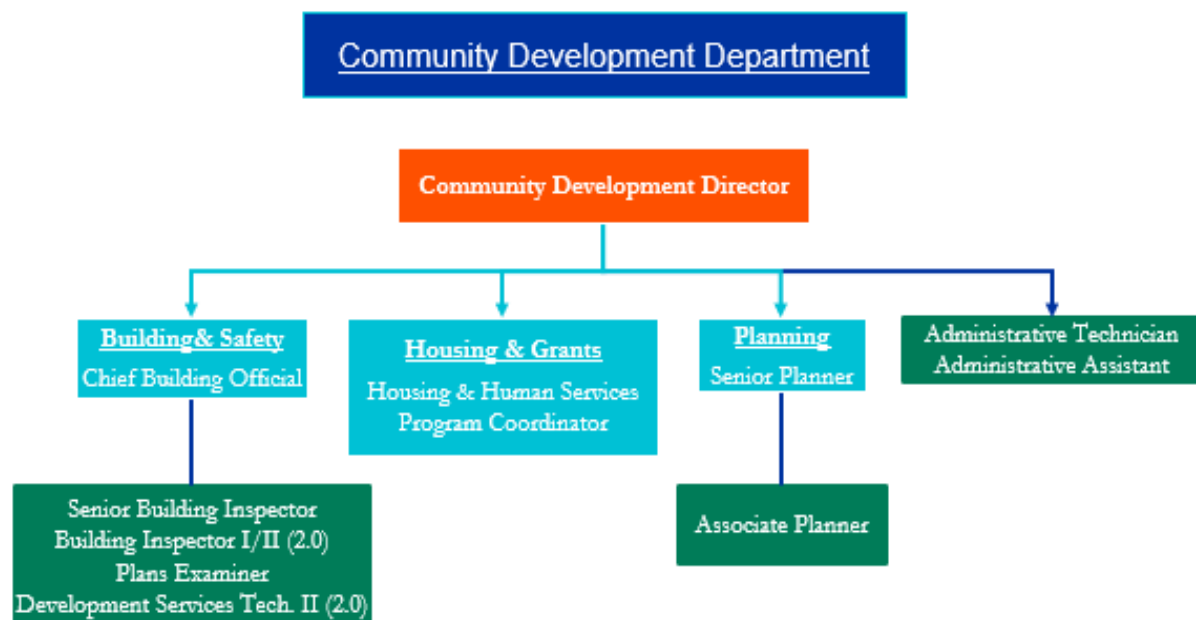 Community Development Department
Community Development Director
Building& Safety
Chief Building Official
Housing & Grants
Housing & Human Services
Program Coordinator
Planning
Senior Planner
Administrative Technician
Administrative Assistant
Senior Building Inspector
Building Inspector I/II (2.0)
Plans Examiner
Development Services Tech. II (2.0)
Associate Planner